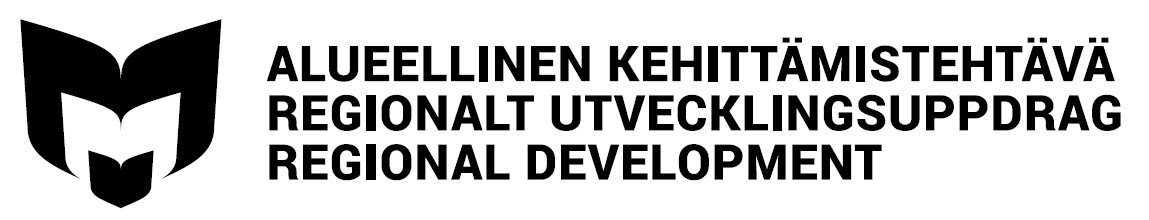 ALUEELLINEN KEHITTÄMISTEHTÄVÄ
REGIONALT UTVECKLINGSUPPDRAG
REGIONAL DEVELOPMENT